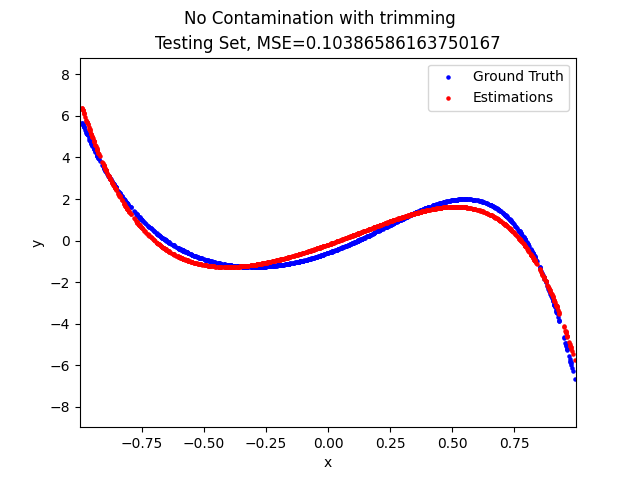 No Contamination with trimming
Testing Set, MSE=0.10386586163750167
Ground Truth
Estimations
8
6
4
2
0
−2
−4
−6
−8
y
−0.75 −0.50 −0.25 0.00 0.25 0.50 0.75
x